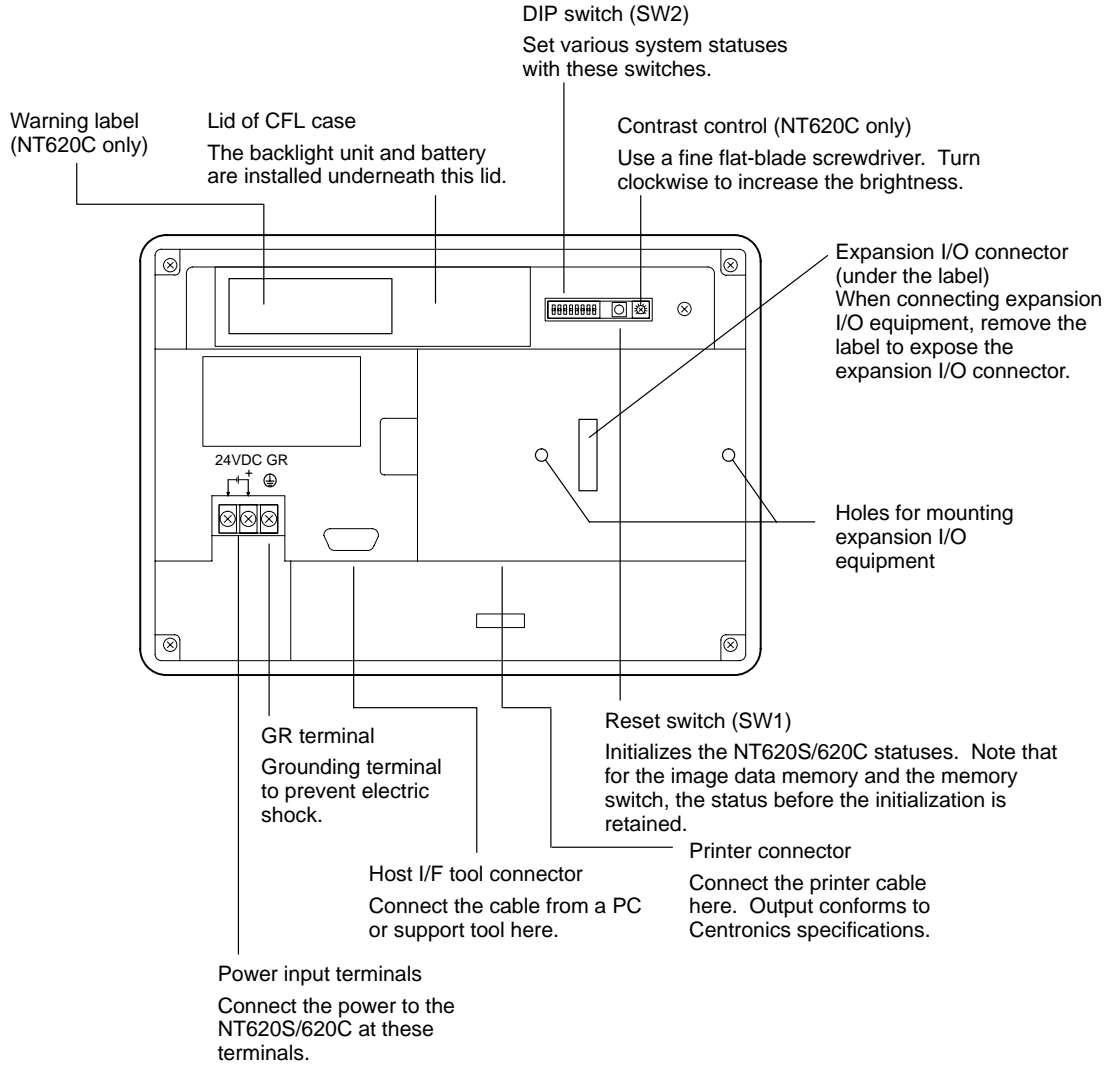 DIP switch (SW2)
Set various system statuses
with these switches.
Warning label
(NT620C only)
Lid of CFL case
The backlight unit and battery
are installed underneath this lid.
Contrast control (NT620C only)
Use a fine flat-blade screwdriver.  Turn
clockwise to increase the brightness.
Expansion I/O connector
(under the label)
When connecting expansion
I/O equipment, remove the
label to expose the
expansion I/O connector.
24VDC GR
+
Holes for mounting
expansion I/O
equipment
GR terminal
Grounding terminal
to prevent electric
shock.
Reset switch (SW1)
Initializes the NT620S/620C statuses.  Note that
for the image data memory and the memory
switch, the status before the initialization is
retained.
Host I/F tool connector
Connect the cable from a PC
or support tool here.
Printer connector
Connect the printer cable
here.  Output conforms to
Centronics specifications.
Power input terminals
Connect the power to the
NT620S/620C at these
terminals.